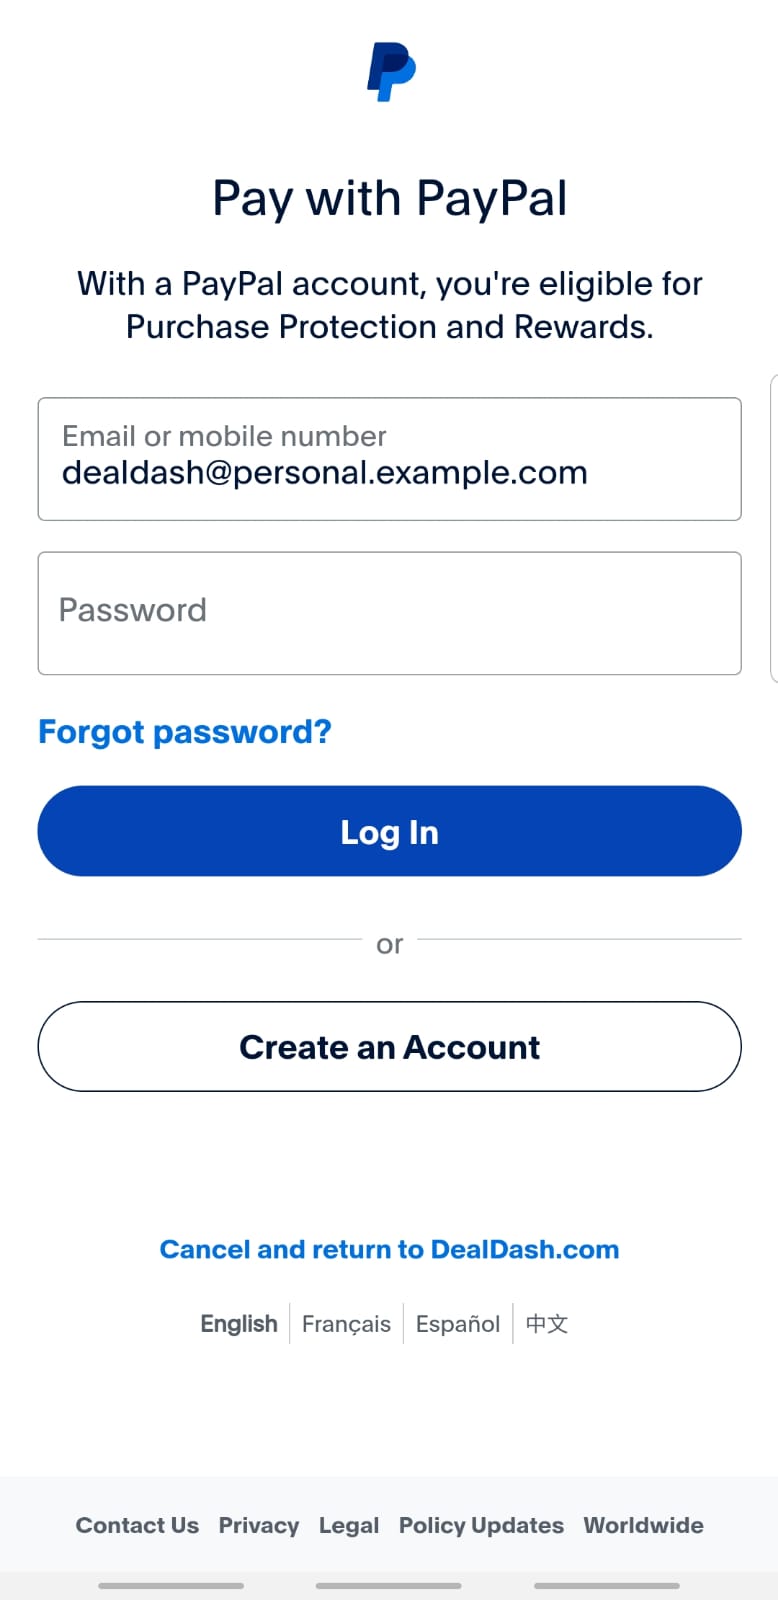 Pay with PayPal
With a PayPal account, you're eligible for
Purchase Protection and Rewards.
Email or mobile number
dealdash@personal.example.com
Password
Forgot password?
Log In
or
Create an Account
Cancel and return to DealDash.com
English Français Español 中文
Contact Us Privacy Legal Policy Updates Worldwide